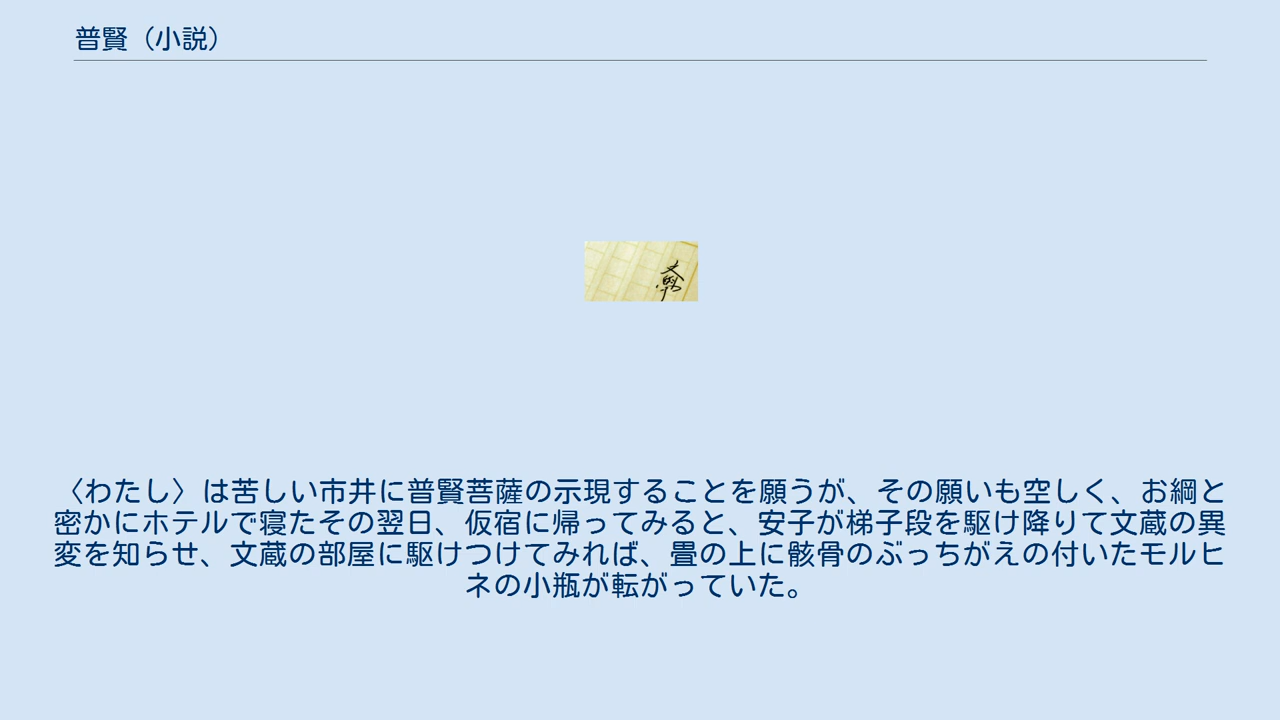 普賢（小説）
〈わたし〉は苦しい市井に普賢菩薩の示現することを願うが、その願いも空しく、お綱と
密かにホテルで寝たその翌日、仮宿に帰ってみると、安子が梯子段を駆け降りて文蔵の異
変を知らせ、文蔵の部屋に駆けつけてみれば、畳の上に骸骨のぶっちがえの付いたモルヒ
ネの小瓶が転がっていた。